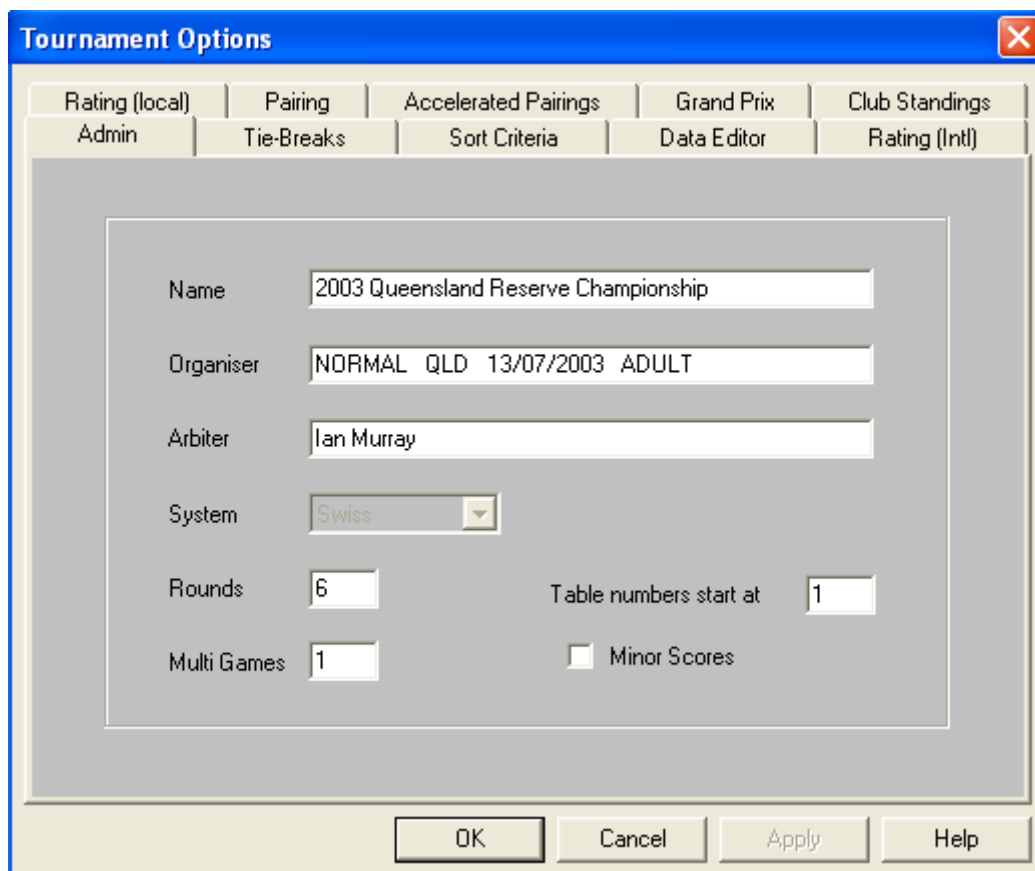 Tournament Options
Rating (local) Pairing Accelerated Pairings Grand Prix Club Standings
Admin Tie-Breaks Sort Criteria Data Editor Rating (Intl)
Name 2003 Queensland Reserve Championship
Organiser NORMAL QLD 13/07/2003 ADULT
Arbiter Ian Murray
System Swiss
Rounds 6 Table numbers start at 1
Multi Games 1 Minor Scores
OK Cancel Apply Help